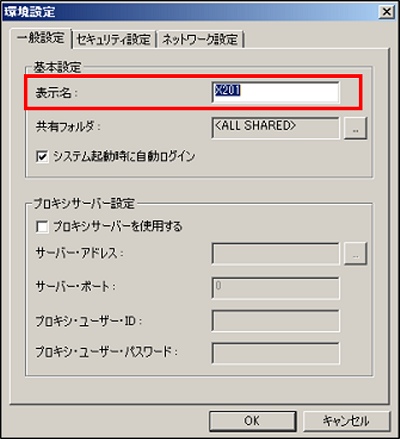 環境設定
一般設定 セキュリティ設定 ネットワーク設定
基本設定
表示名： X201
共有フォルダ： <ALL SHARED> ...
システム起動時に自動ログイン
プロキシサーバー設定
プロキシサーバーを使用する
サーバー・アドレス： ...
サーバー・ポート： 0
プロキシ・ユーザー・ID：
プロキシ・ユーザー・パスワード：
OK キャンセル